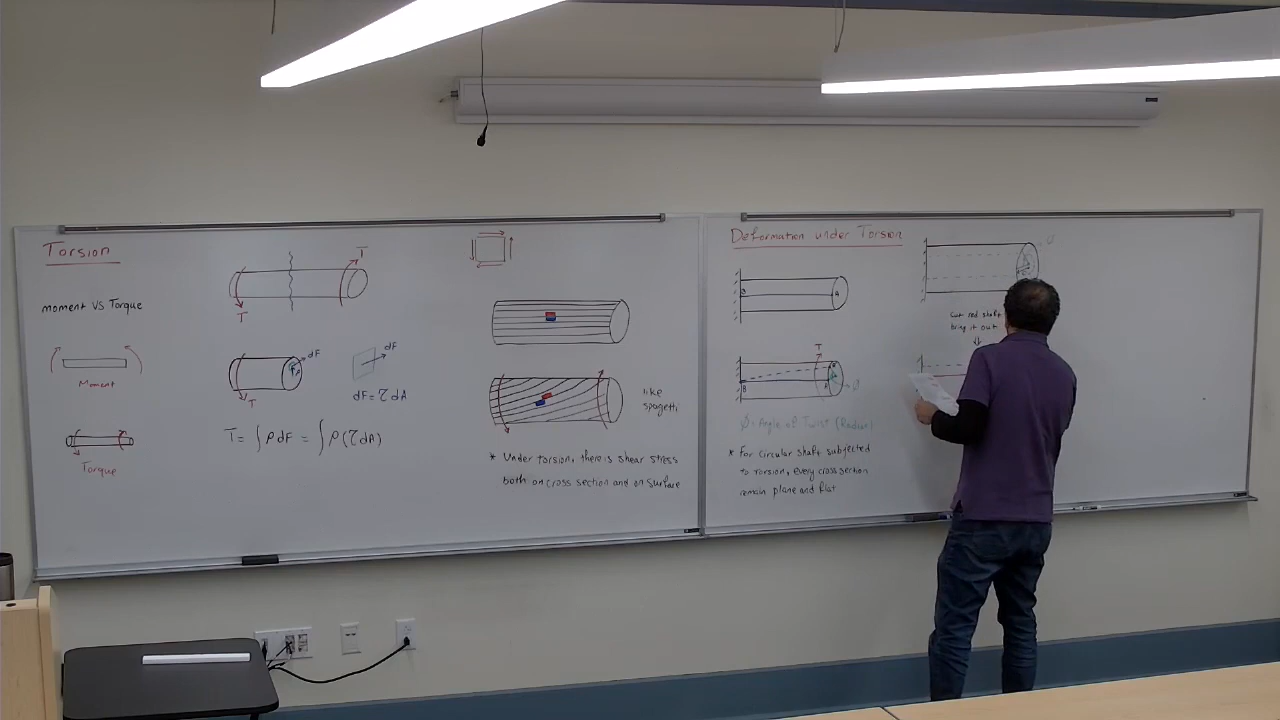 Torsion
moment VS Torque
Moment
Torque
T
T
dF
T
dF
dF = τ dA
T = ∫ρ dF = ∫ρ(τ dA)
like
spagetti
* Under torsion, there is shear stress
both on cross section and on surface
Deformation under Torsion
B
A
T
B
A
Ø
Ø: Angle of Twist (Radian)
* For circular shaft subjected
to Torsion, every cross section
remain plane and flat
Cut red shaft
bring it out